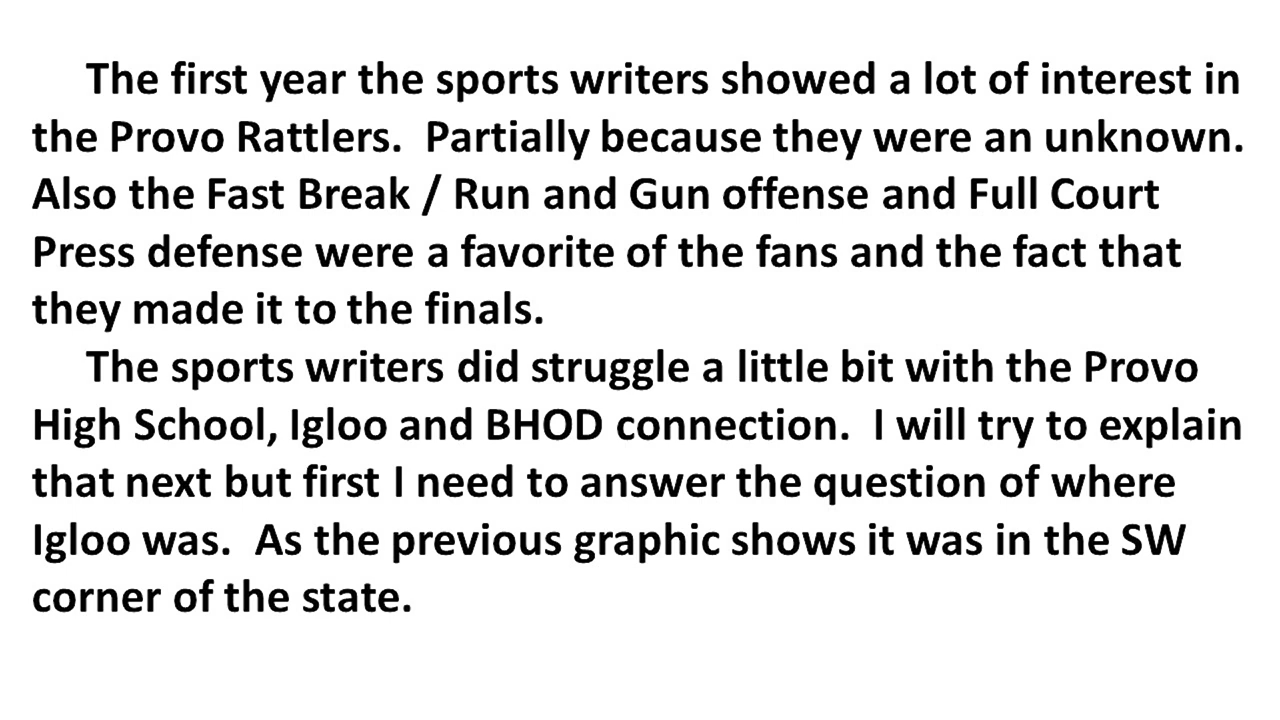 The first year the sports writers showed a lot of interest in
the Provo Rattlers.  Partially because they were an unknown.
Also the Fast Break / Run and Gun offense and Full Court
Press defense were a favorite of the fans and the fact that
they made it to the finals.
The sports writers did struggle a little bit with the Provo
High School, Igloo and BHOD connection.  I will try to explain
that next but first I need to answer the question of where
Igloo was.  As the previous graphic shows it was in the SW
corner of the state.